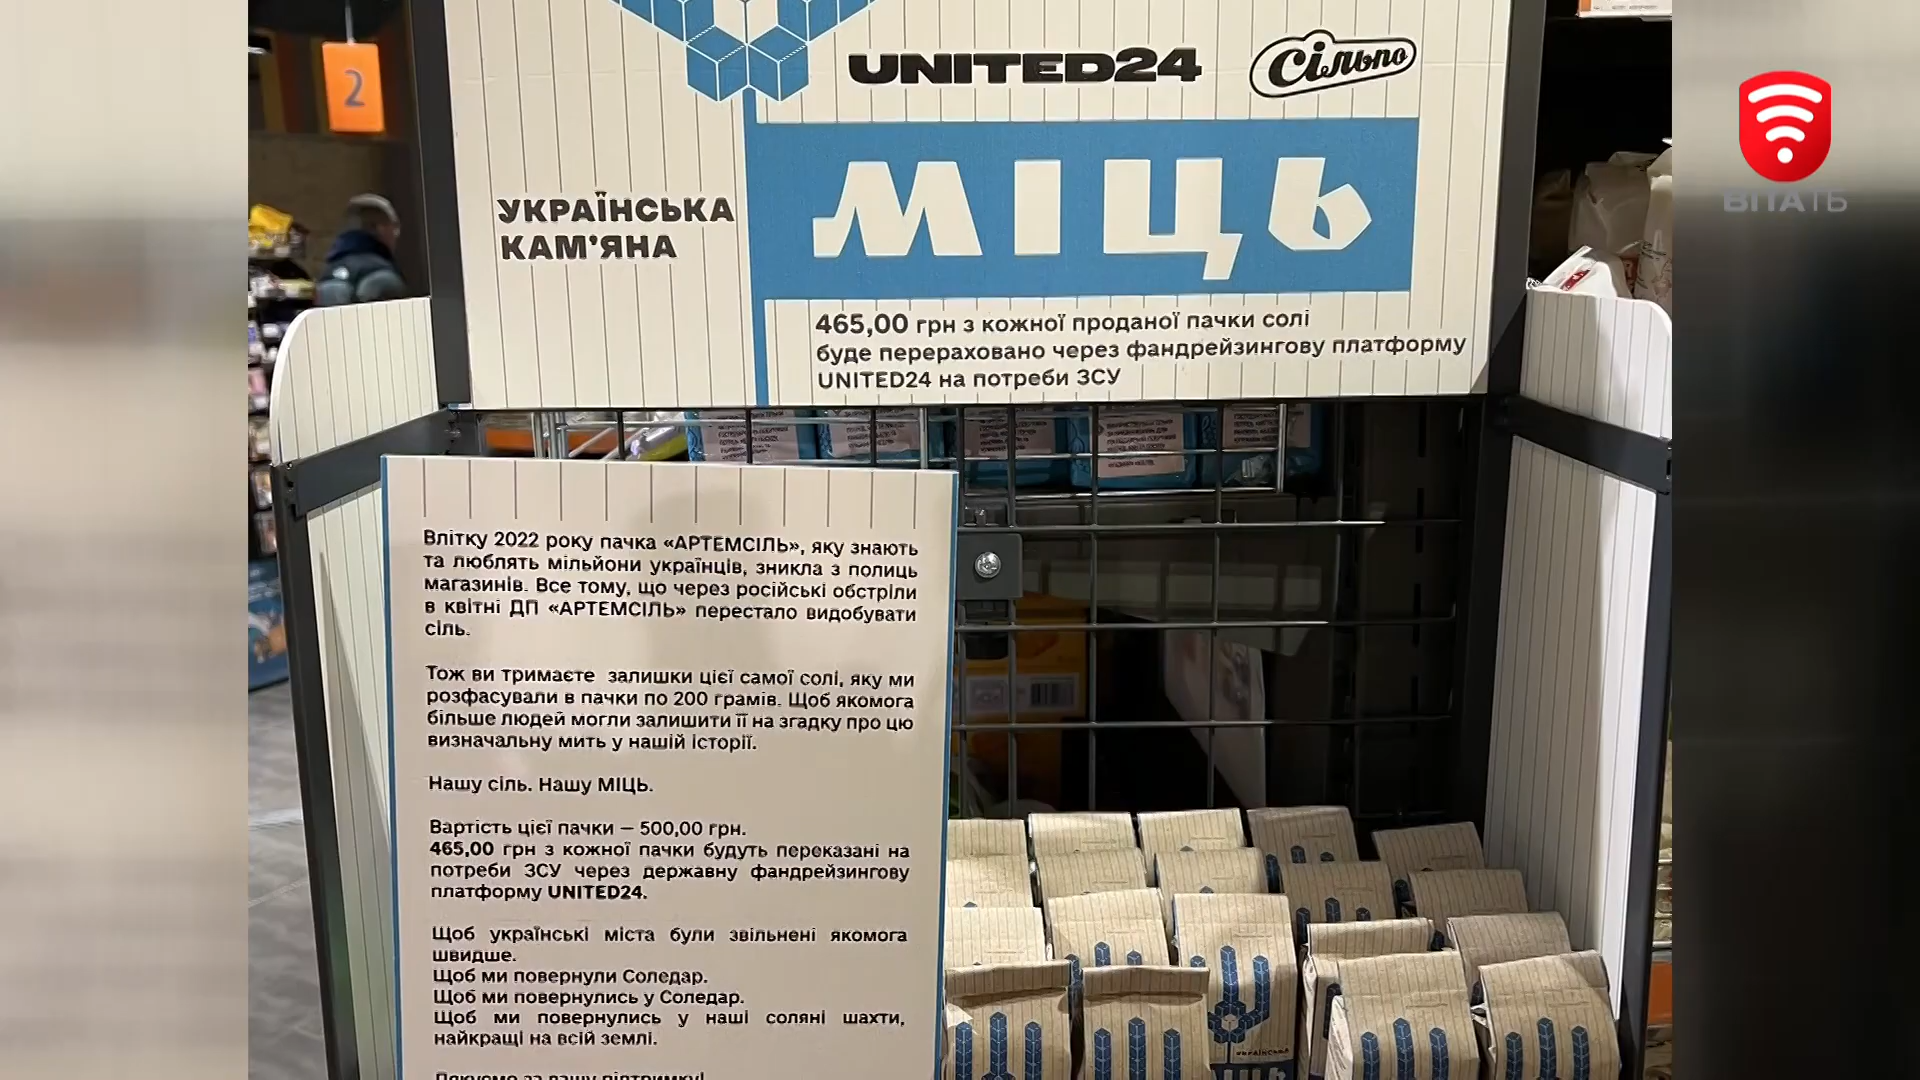 2
UNITED24
Сільпо
УКРАЇНСЬКА
КАМ'ЯНА
МІЦЬ
465,00 грн з кожної проданої пачки солі
буде перераховано через фандрейзингову платформу
UNITED24 на потреби ЗСУ
ВІТАТБ
Влітку 2022 року пачка «АРТЕМСІЛЬ», яку знають
та люблять мільйони українців, зникла з полиць
магазинів. Все тому, що через російські обстріли
в квітні ДП «АРТЕМСІЛЬ» перестало видобувати
сіль.
Тож ви тримаєте залишки цієї самої солі, яку ми
розфасували в пачки по 200 грамів. Щоб якомога
більше людей могли залишити її на згадку про цю
визначальну мить у нашій історії.
Нашу сіль. Нашу МІЦЬ.
Вартість цієї пачки – 500,00 грн.
465,00 грн з кожної пачки будуть переказані на
потреби ЗСУ через державну фандрейзингову
платформу UNITED24.
Щоб українські міста були звільнені якомога
швидше.
Щоб ми повернули Соледар.
Щоб ми повернулись у Соледар.
Щоб ми повернулись у наші соляні шахти,
найкращі на всій землі.
Дякуємо за вашу підтримку!